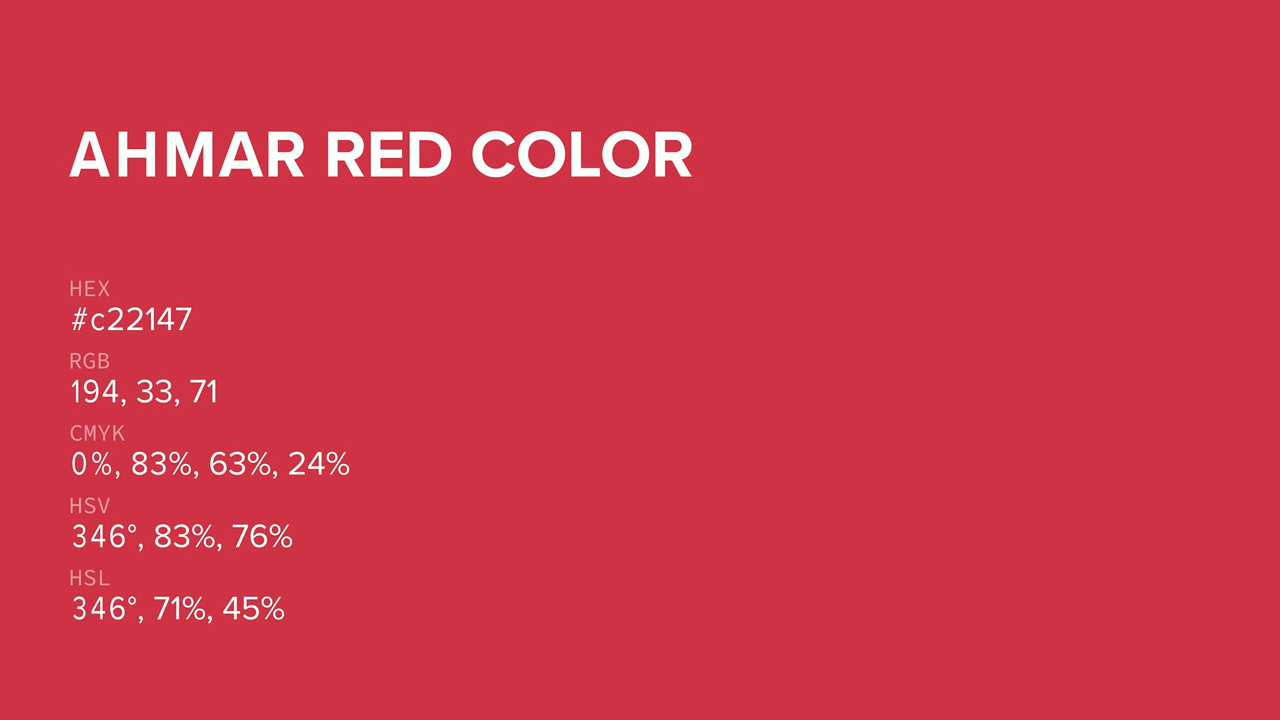 AHMAR RED COLOR
HEX
#c22147
RGB
194, 33, 71
CMYK
0%, 83%, 63%, 24%
HSV
346°, 83%, 76%
HSL
346°, 71%, 45%